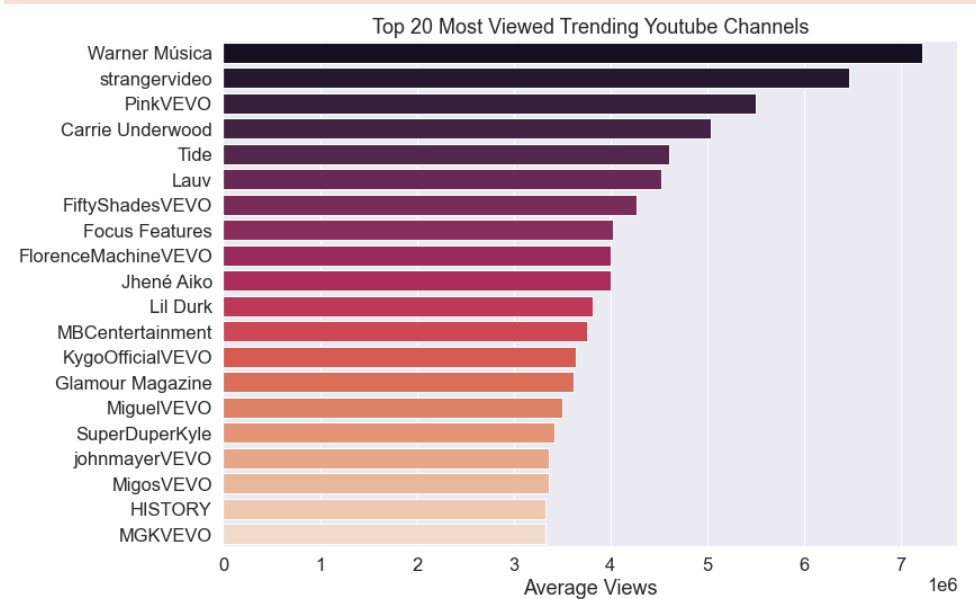 Top 20 Most Viewed Trending Youtube Channels
Warner Música
strangervideo
PinkVEVO
Carrie Underwood
Tide
Lauv
FiftyShadesVEVO
Focus Features
FlorenceMachineVEVO
Jhené Aiko
Lil Durk
MBCentertainment
KygoOfficialVEVO
Glamour Magazine
MiguelVEVO
SuperDuperKyle
johnmayerVEVO
MigosVEVO
HISTORY
MGKVEVO
0 1 2 3 4 5 6 7
Average Views
1e6